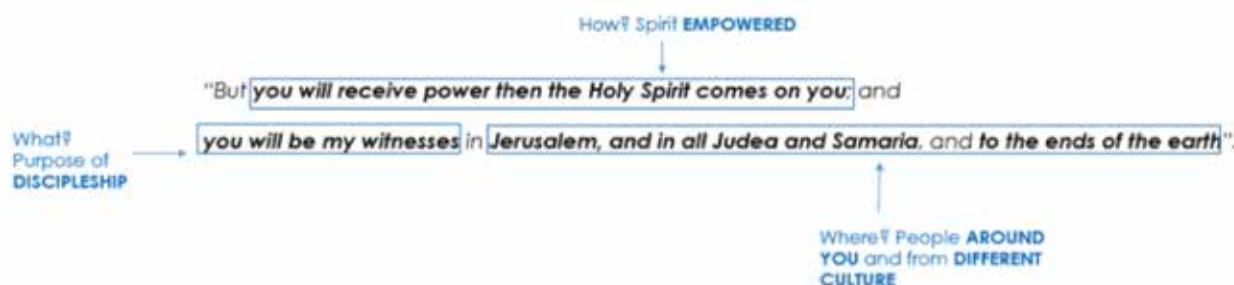 How? Spirit EMPOWERED
"But you will receive power then the Holy Spirit comes on you; and
you will be my witnesses in Jerusalem, and in all Judea and Samaria, and to the ends of the earth".
What?
Purpose of
DISCIPLESHIP
Where? People AROUND
YOU and from DIFFERENT
CULTURE